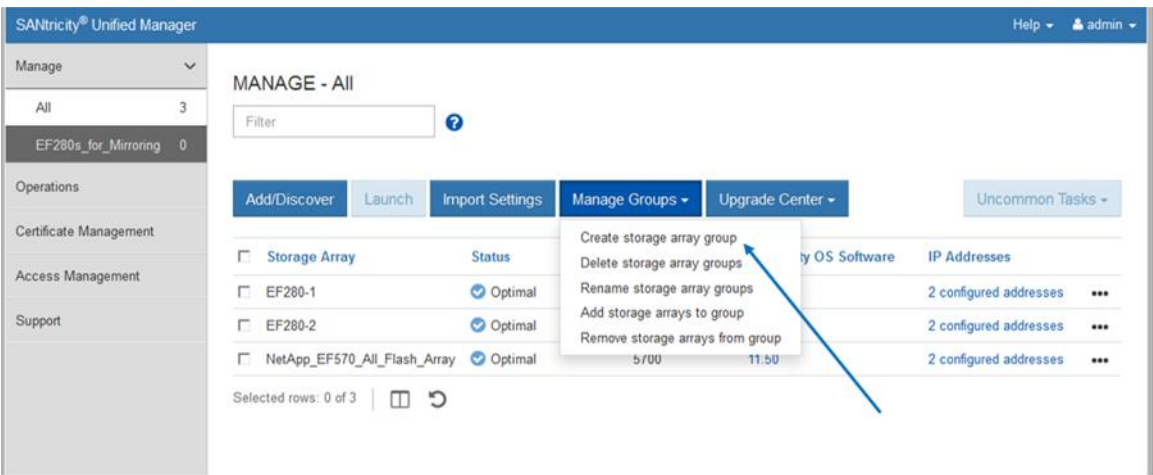 SANtricity® Unified Manager Help admin
Manage
All 3
EF280s_for_Mirroring 0
Operations
Certificate Management
Access Management
Support
MANAGE - All
Filter ?
Add/Discover Launch Import Settings Manage Groups Upgrade Center Uncommon Tasks
Create storage array group
Delete storage array groups
Rename storage array groups
Add storage arrays to group
Remove storage arrays from group
Storage Array Status ty OS Software IP Addresses
EF280-1 Optimal 2 configured addresses •••
EF280-2 Optimal 2 configured addresses •••
NetApp_EF570_All_Flash_Array Optimal 5700 11.50 2 configured addresses •••
Selected rows: 0 of 3